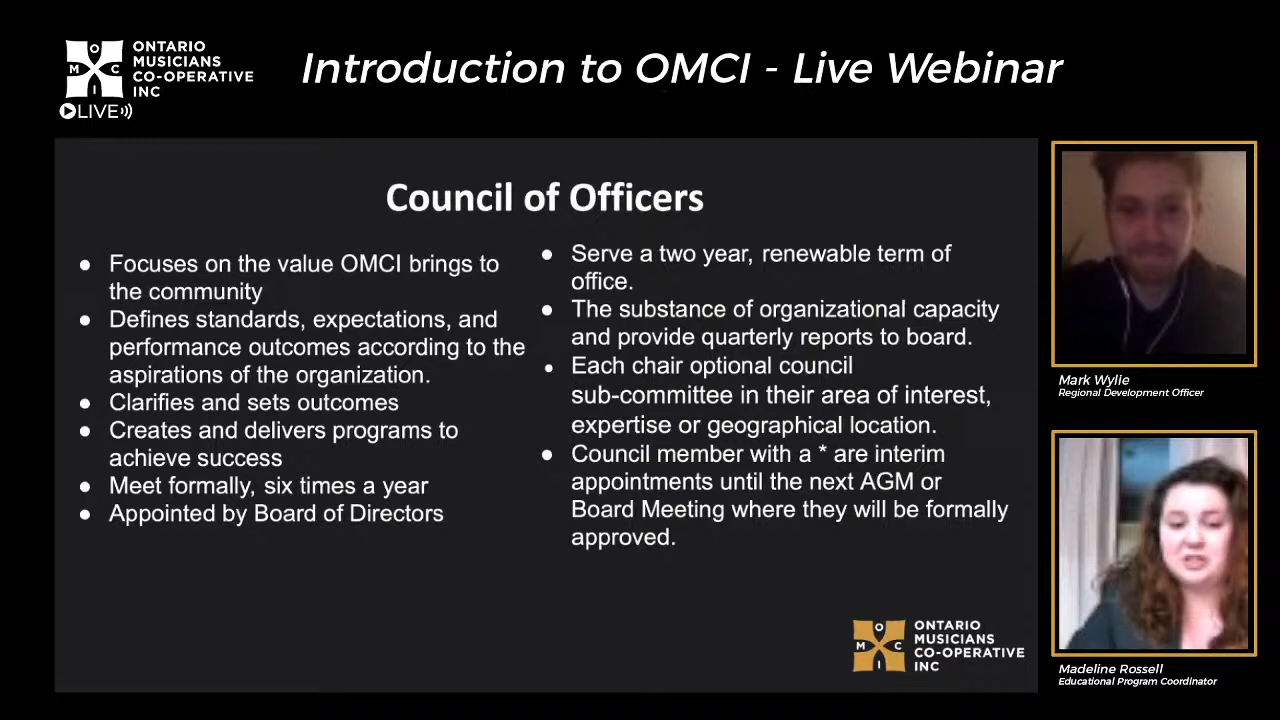 ONTARIO
MUSICIANS
CO-OPERATIVE
INC
O
M C
I
LIVE
Introduction to OMCI - Live Webinar
Council of Officers
● Focuses on the value OMCI brings to
the community
● Defines standards, expectations, and
performance outcomes according to the
aspirations of the organization.
● Clarifies and sets outcomes
● Creates and delivers programs to
achieve success
● Meet formally, six times a year
● Appointed by Board of Directors
● Serve a two year, renewable term of
office.
● The substance of organizational capacity
and provide quarterly reports to board.
● Each chair optional council
sub-committee in their area of interest,
expertise or geographical location.
● Council member with a * are interim
appointments until the next AGM or
Board Meeting where they will be formally
approved.
O
M C
I
ONTARIO
MUSICIANS
CO-OPERATIVE
INC
Mark Wylie
Regional Development Officer
Madeline Rossell
Educational Program Coordinator